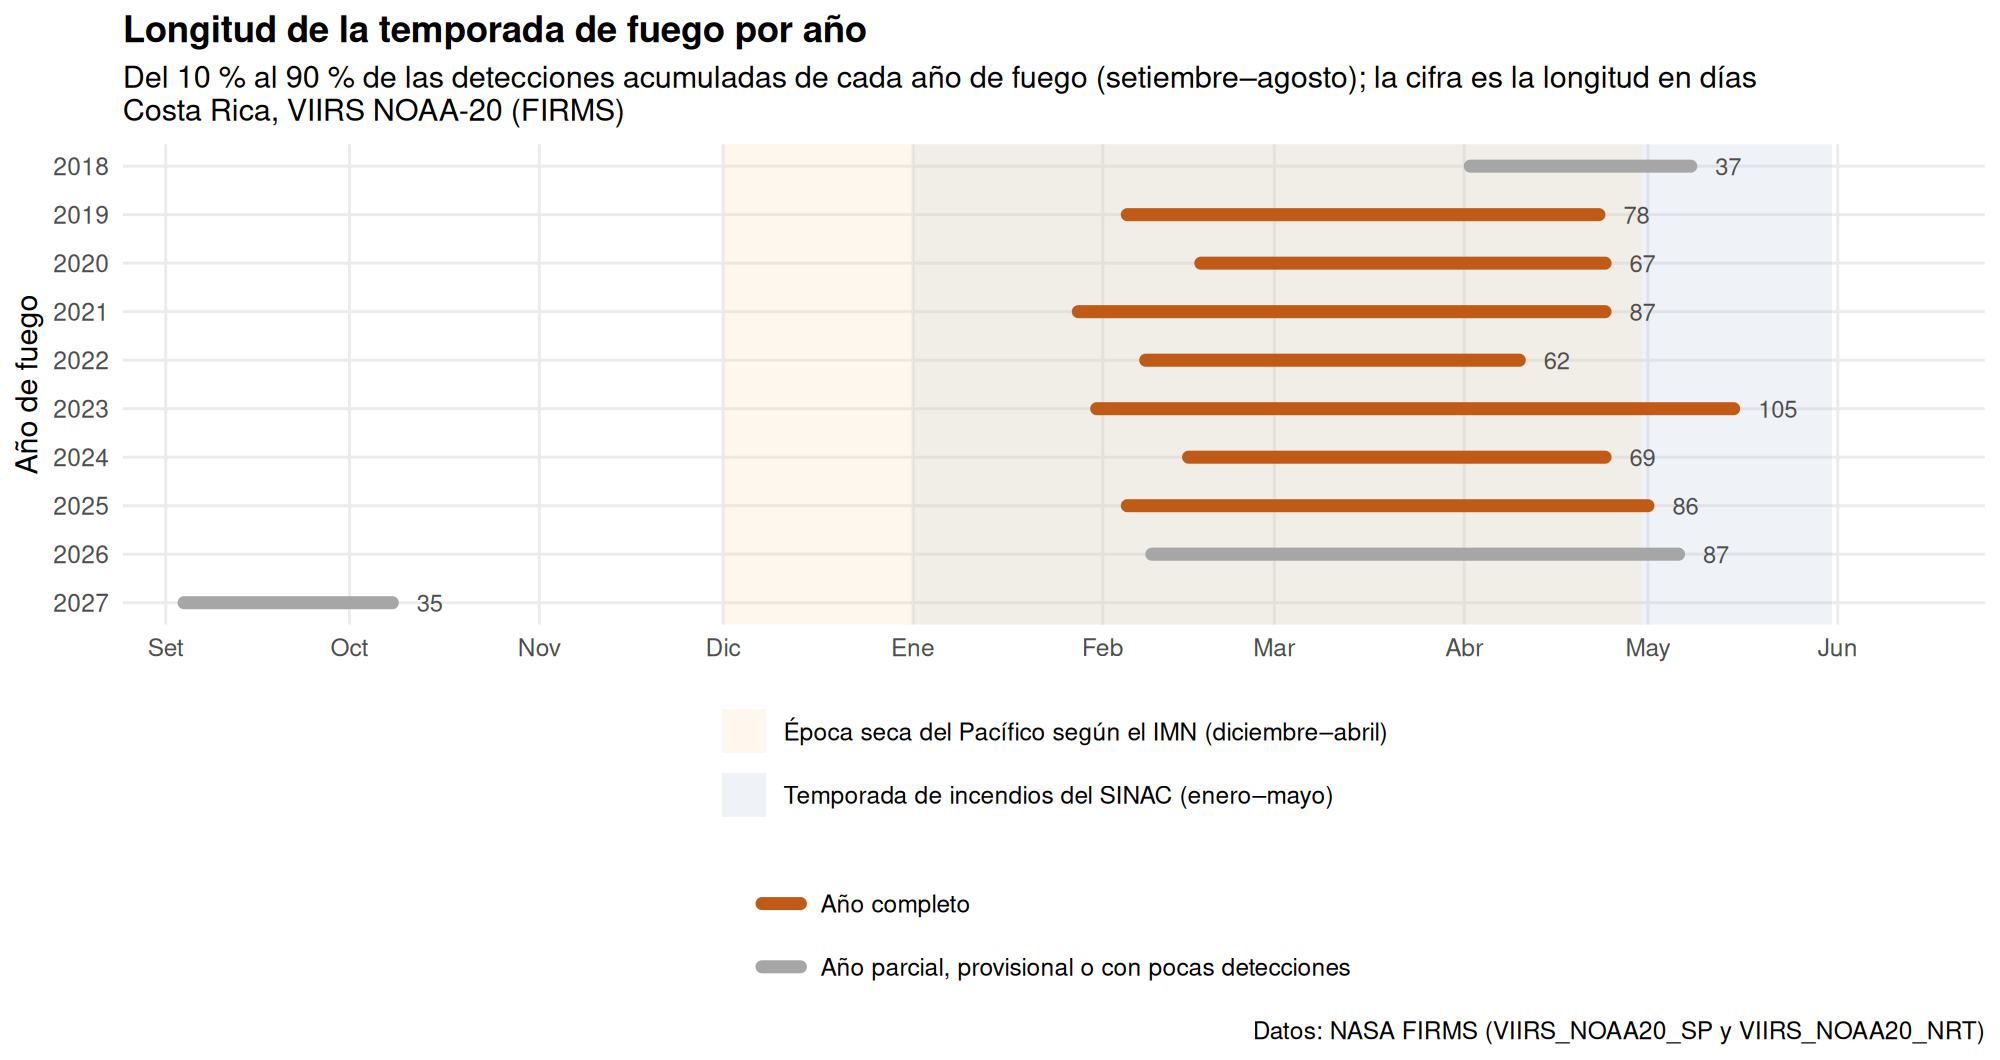 Longitud de la temporada de fuego por año
Del 10 % al 90 % de las detecciones acumuladas de cada año de fuego (setiembre–agosto); la cifra es la longitud en días
Costa Rica, VIIRS NOAA-20 (FIRMS)
Año de fuego
2018 37
2019 78
2020 67
2021 87
2022 62
2023 105
2024 69
2025 86
2026 87
2027 35
Set Oct Nov Dic Ene Feb Mar Abr May Jun
Época seca del Pacífico según el IMN (diciembre–abril)
Temporada de incendios del SINAC (enero–mayo)
Año completo
Año parcial, provisional o con pocas detecciones
Datos: NASA FIRMS (VIIRS_NOAA20_SP y VIIRS_NOAA20_NRT)